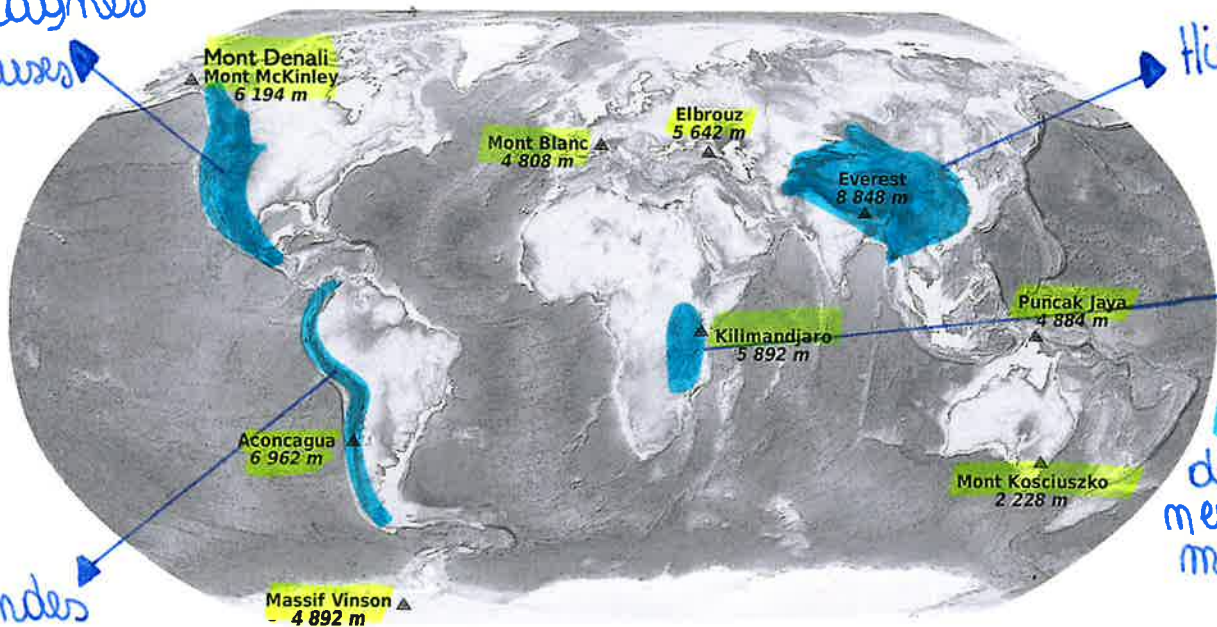 Mont Denali
Mont McKinley
6 194 m
Elbrouz
5 642 m
Mont Blanc
4 808 m
Everest
8 848 m
Puncak Jaya
4 884 m
Kilimandjaro
5 892 m
Aconcagua
6 962 m
Mont Kosciuszko
2 228 m
Massif Vinson
4 892 m